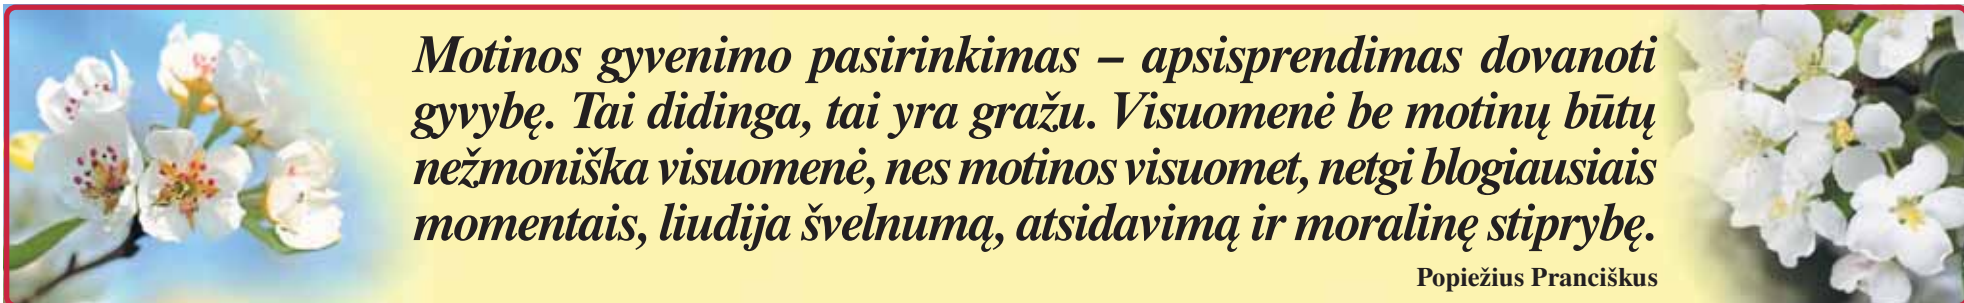 Motinos gyvenimo pasirinkimas – apsisprendimas dovanoti
gyvybę. Tai didinga, tai yra gražu. Visuomenė be motinų būtų
nežmoniška visuomenė, nes motinos visuomet, netgi blogiausiais
momentais, liudija švelnumą, atsidavimą ir moralinę stiprybę.
Popiežius Pranciškus